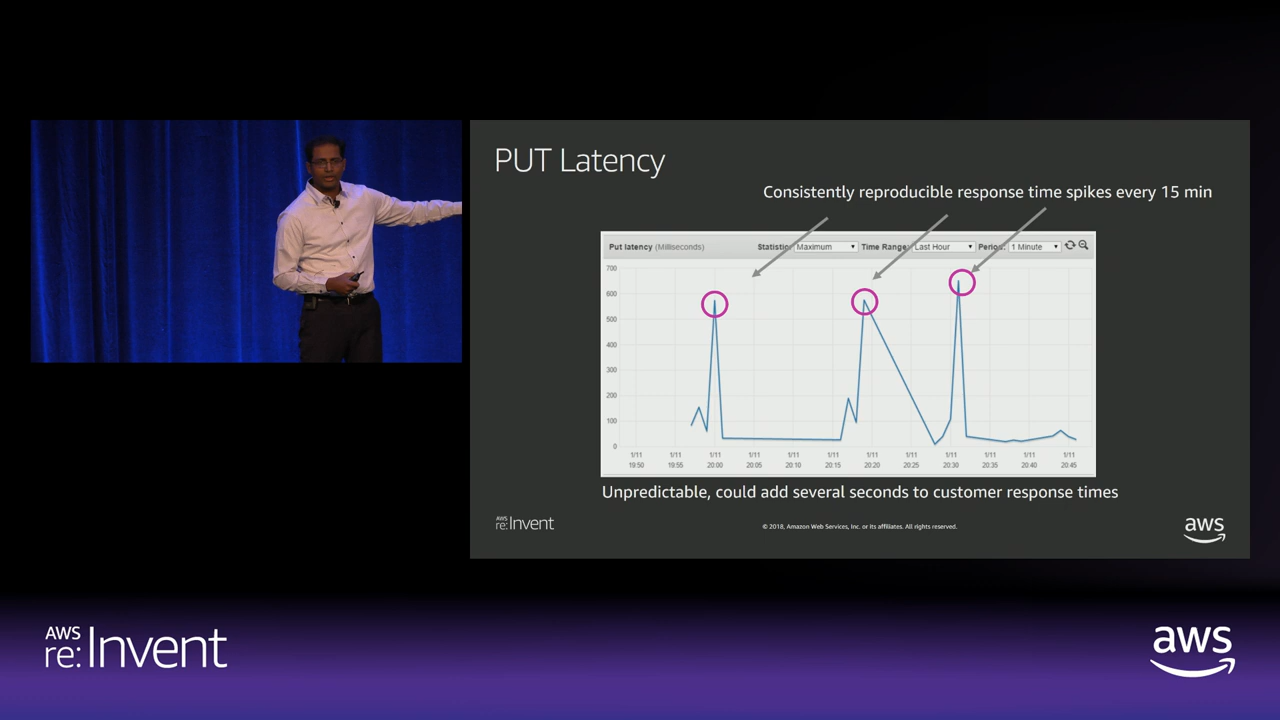 PUT Latency
Consistently reproducible response time spikes every 15 min
Put latency (Milliseconds)
Statistic: Maximum
Time Range: Last Hour
Period: 1 Minute
700
600
500
400
300
200
100
0
1/11 1/11 1/11 1/11 1/11 1/11 1/11 1/11 1/11 1/11 1/11 1/11
19:50 19:55 20:00 20:05 20:10 20:15 20:20 20:25 20:30 20:35 20:40 20:45
Unpredictable, could add several seconds to customer response times
AWS
re:Invent
© 2018, Amazon Web Services, Inc. or its affiliates. All rights reserved.
aws
AWS
re:Invent
aws